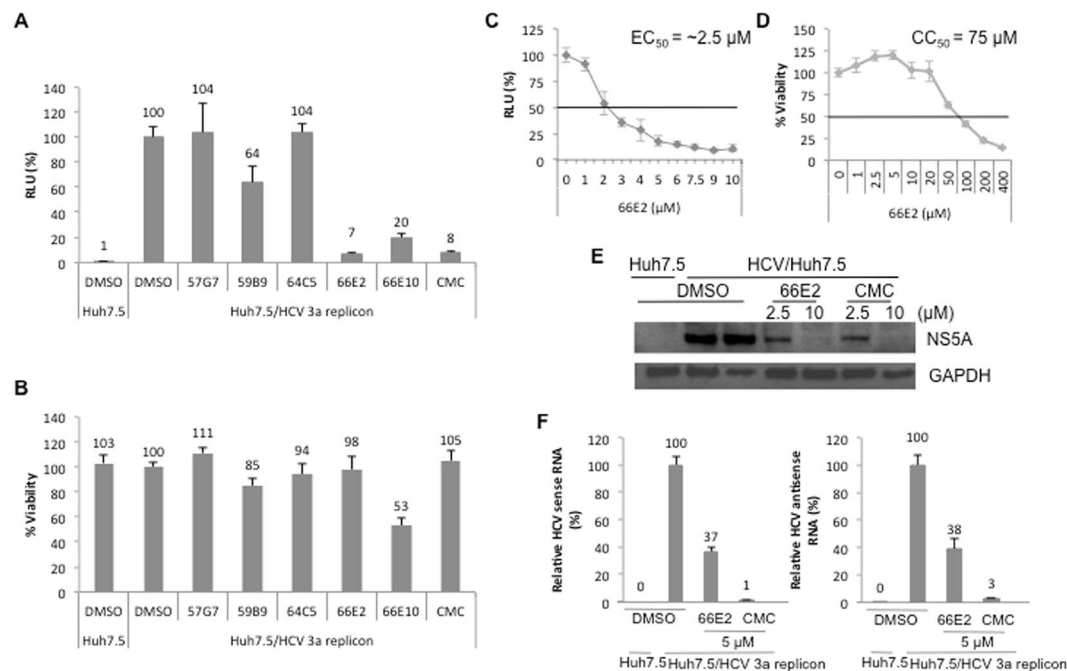 A
RLU (%)
140
120
100
80
60
40
20
0
1
100
104
64
104
7
20
8
DMSO DMSO 57G7 59B9 64C5 66E2 66E10 CMC
Huh7.5 Huh7.5/HCV 3a replicon
B
% Viability
140
120
100
80
60
40
20
0
103
100
111
85
94
98
53
105
DMSO DMSO 57G7 59B9 64C5 66E2 66E10 CMC
Huh7.5 Huh7.5/HCV 3a replicon
C
EC50 = ~2.5 µM
RLU (%)
125
100
75
50
25
0
0 1 2 3 4 5 6 7.5 9 10
66E2 (µM)
D
CC50 = 75 µM
% Viability
125
100
75
50
25
0
0 1 2.5 5 10 20 50 100 200 400
66E2 (µM)
E
Huh7.5 HCV/Huh7.5
DMSO 66E2 CMC
2.5 10 2.5 10 (µM)
NS5A
GAPDH
F
Relative HCV sense RNA
(%)
120
100
80
60
40
20
0
0
100
37
1
DMSO 66E2 CMC
5 µM
Huh7.5 Huh7.5/HCV 3a replicon
Relative HCV antisense
RNA (%)
120
100
80
60
40
20
0
0
100
38
3
DMSO 66E2 CMC
5 µM
Huh7.5 Huh7.5/HCV 3a replicon